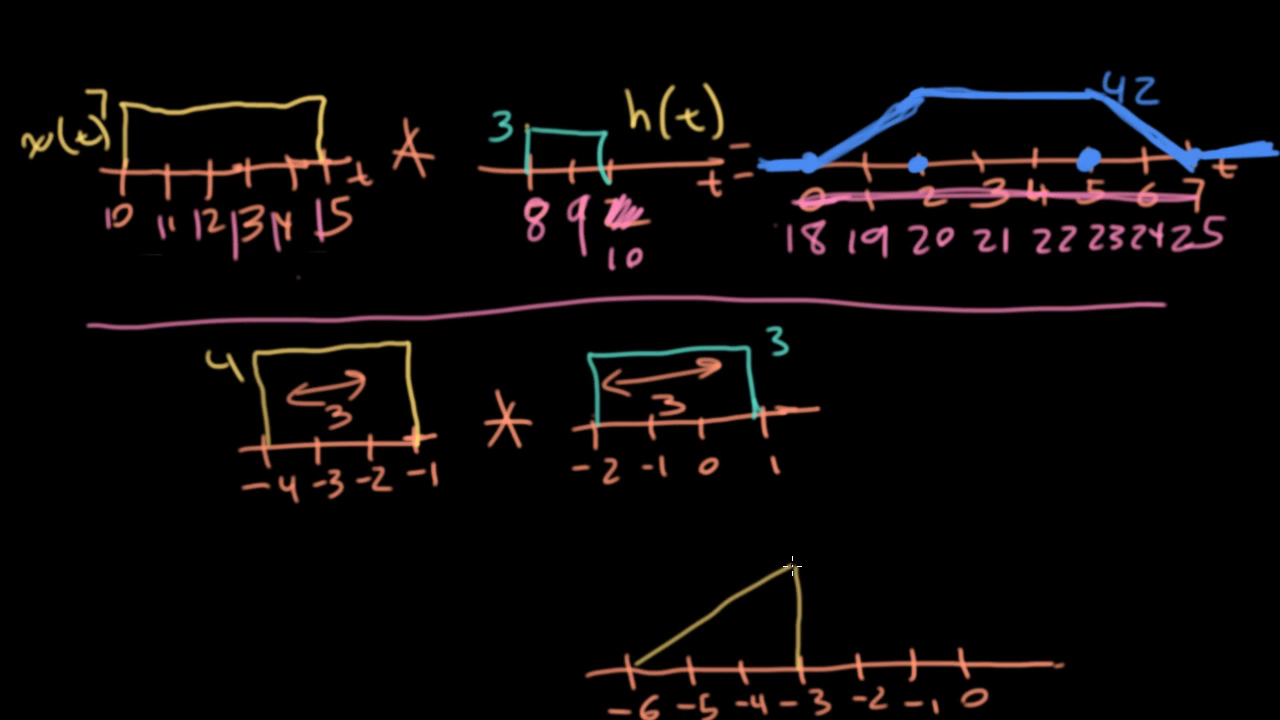 x(t) 7 * 3 h(t) = 42
t t t
10 11 12 13 14 15 8 9 10 0 2 3 4 5 6 7
18 19 20 21 22 23 24 25
4 3 * 3 3
-4 -3 -2 -1 -2 -1 0 1
-6 -5 -4 -3 -2 -1 0